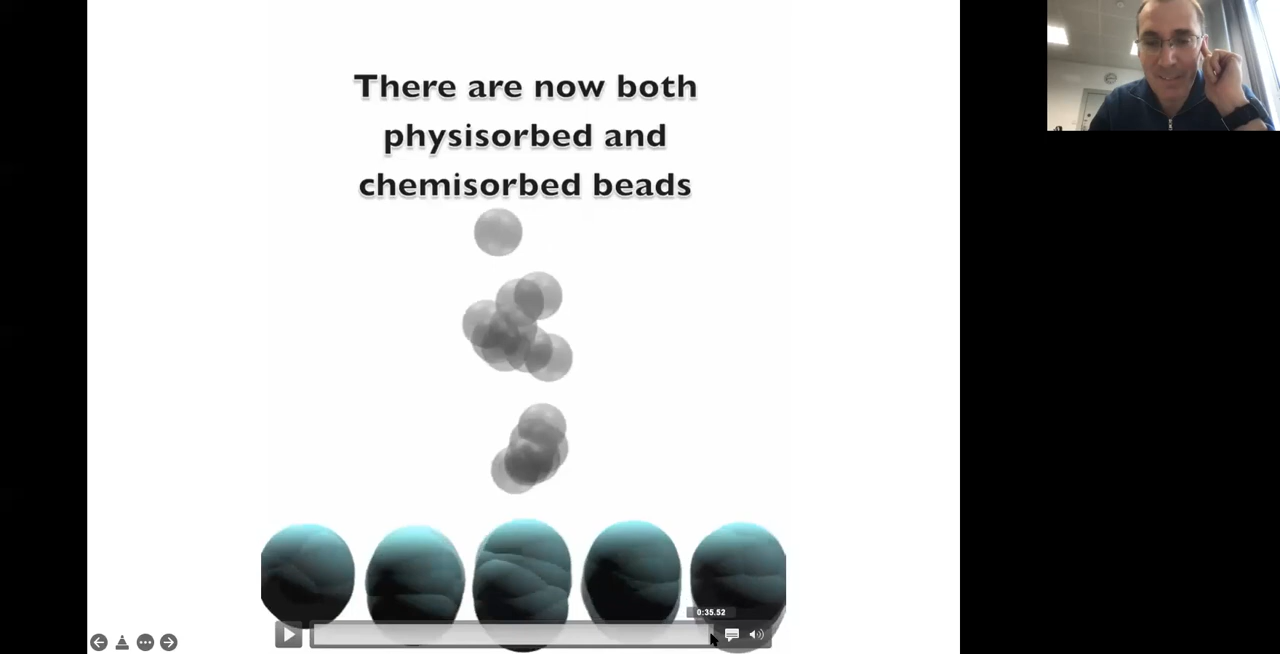 There are now both
physisorbed and
chemisorbed beads
0:35.52